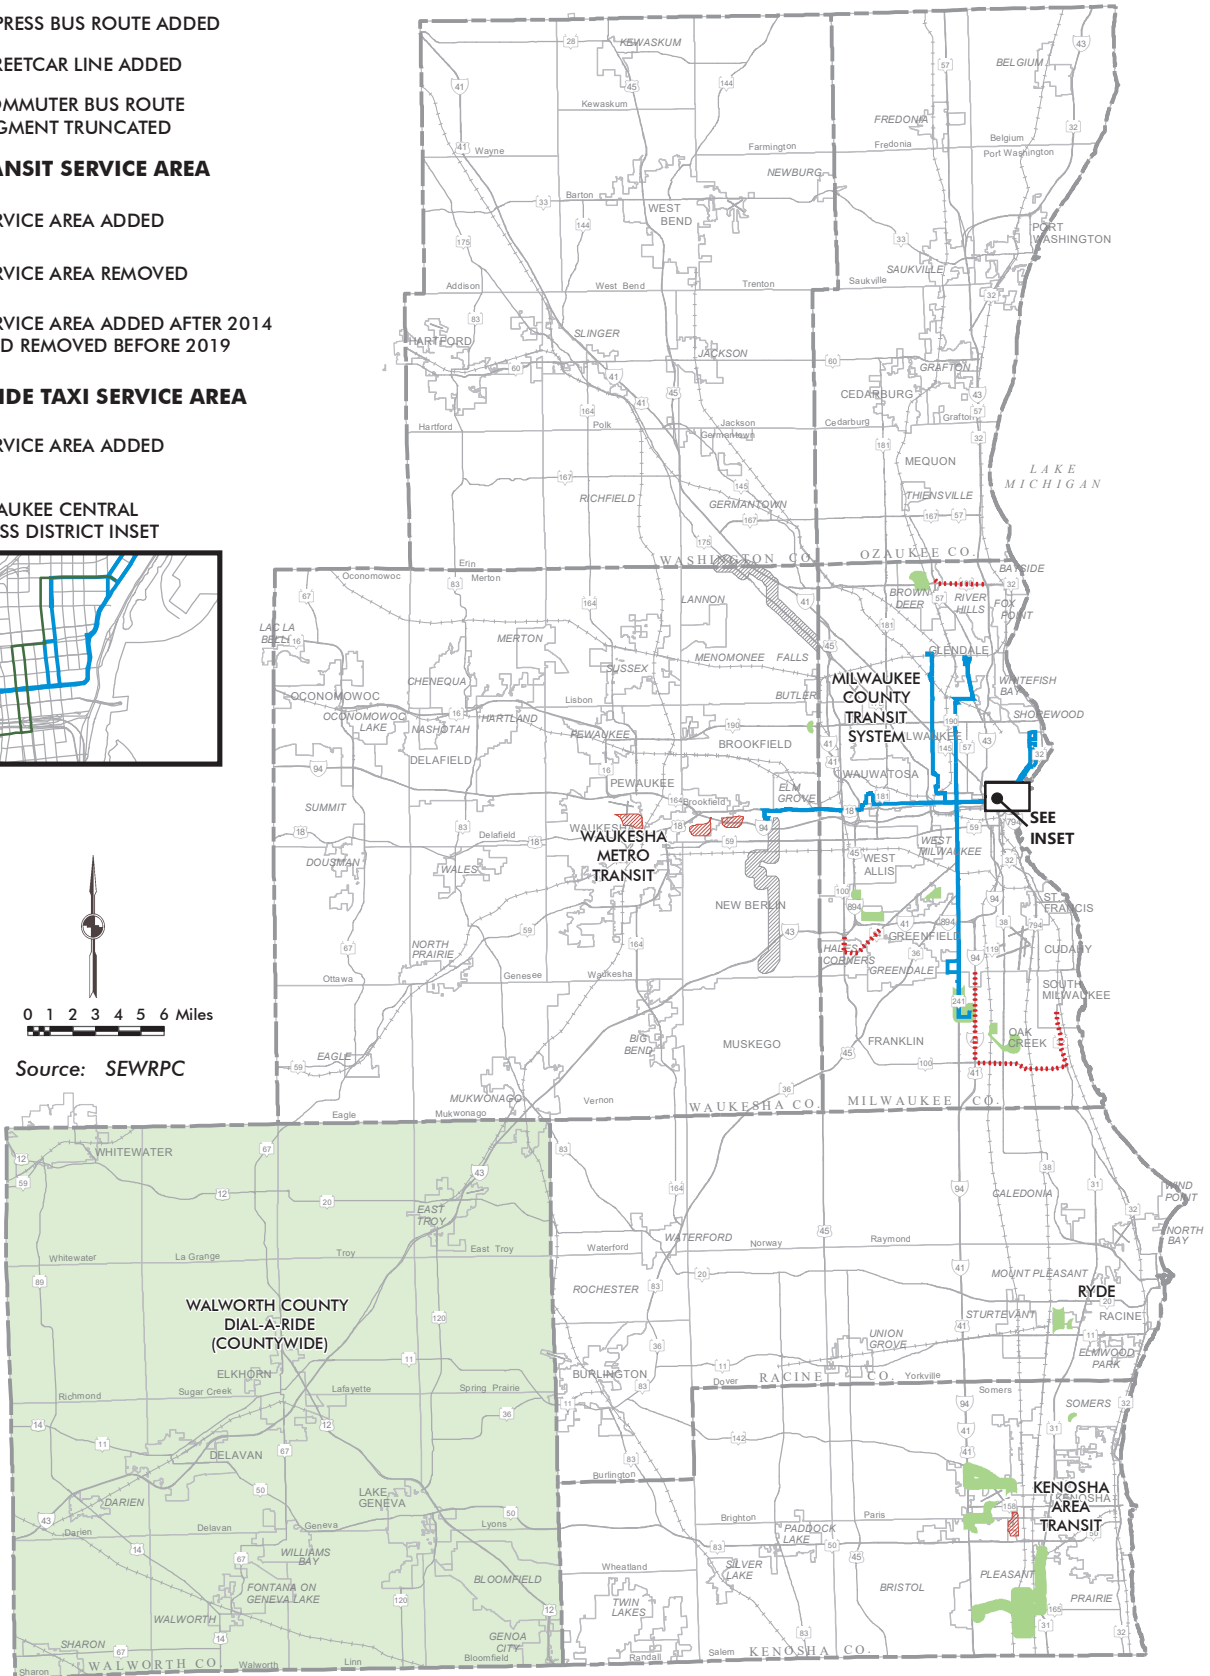 PRESS BUS ROUTE ADDED
REETCAR LINE ADDED
OMMUTER BUS ROUTE
GMENT TRUNCATED
ANSIT SERVICE AREA
RVICE AREA ADDED
RVICE AREA REMOVED
RVICE AREA ADDED AFTER 2014
D REMOVED BEFORE 2019
IDE TAXI SERVICE AREA
RVICE AREA ADDED
AUKEE CENTRAL
SS DISTRICT INSET
0 1 2 3 4 5 6 Miles
Source: SEWRPC
KEWASKUM
Kewaskum
Wayne
Barton
WEST
BEND
Farmington
NEWBURG
BELGIUM
FREDONIA
Fredonia
Belgium
Port Washington
PORT
WASHINGTON
SAUKVILLE
Saukville
Addison
West Bend
Trenton
HARTFORD
SLINGER
JACKSON
Hartford
Polk
Jackson
Germantown
CEDARBURG
Cedarburg
GRAFTON
Grafton
MEQUON
THIENSVILLE
RICHFIELD
GERMANTOWN
LAKE
MICHIGAN
Erin
WASHINGTON CO.
OZAUKEE CO.
Oconomowoc
Merton
LAC LA
BELLE
MERTON
LANNON
MENOMONEE FALLS
SUSSEX
BUTLER
BAYSIDE
BROWN
DEER
RIVER
HILLS
FOX
POINT
GLENDALE
WHITEFISH
BAY
SHOREWOOD
MILWAUKEE
COUNTY
TRANSIT
SYSTEM
OCONOMOWOC
OCONOMOWOC
LAKE
CHENEQUA
NASHOTAH
HARTLAND
Lisbon
PEWAUKEE
DELAFIELD
PEWAUKEE
BROOKFIELD
Brookfield
ELM
GROVE
WAUWATOSA
SUMMIT
DOUSMAN
Delafield
WALES
WAUKESHA
WAUKESHA
METRO
TRANSIT
SEE
INSET
WEST
MILWAUKEE
WEST
ALLIS
NEW BERLIN
ST.
FRANCIS
GREENFIELD
CUDAHY
HALES
CORNERS
GREENDALE
SOUTH
MILWAUKEE
NORTH
PRAIRIE
Ottawa
Genesee
Waukesha
EAGLE
BIG
BEND
MUSKEGO
FRANKLIN
OAK
CREEK
MUKWONAGO
Eagle
Mukwonago
Vernon
WAUKESHA CO.
MILWAUKEE CO.
WHITEWATER
EAST
TROY
Whitewater
La Grange
Troy
East Troy
WALWORTH COUNTY
DIAL-A-RIDE
(COUNTYWIDE)
ELKHORN
Richmond
Sugar Creek
Lafayette
Spring Prairie
DELAVAN
DARIEN
Darien
Delavan
LAKE
GENEVA
Geneva
Lyons
WILLIAMS
BAY
FONTANA ON
GENEVA LAKE
BLOOMFIELD
WALWORTH
SHARON
Sharon
WALWORTH CO.
Walworth
Linn
GENOA
CITY
Bloomfield
Waterford
WATERFORD
Norway
Raymond
CALEDONIA
WIND
POINT
NORTH
BAY
ROCHESTER
MOUNT PLEASANT
RYDE
RACINE
STURTEVANT
UNION
GROVE
ELMWOOD
PARK
BURLINGTON
Dover
RACINE CO.
Yorkville
Burlington
Somers
SOMERS
KENOSHA
AREA
TRANSIT
Brighton
Paris
PADDOCK
LAKE
Wheatland
SILVER
LAKE
BRISTOL
PLEASANT
PRAIRIE
TWIN
LAKES
Randall
Salem
KENOSHA CO.